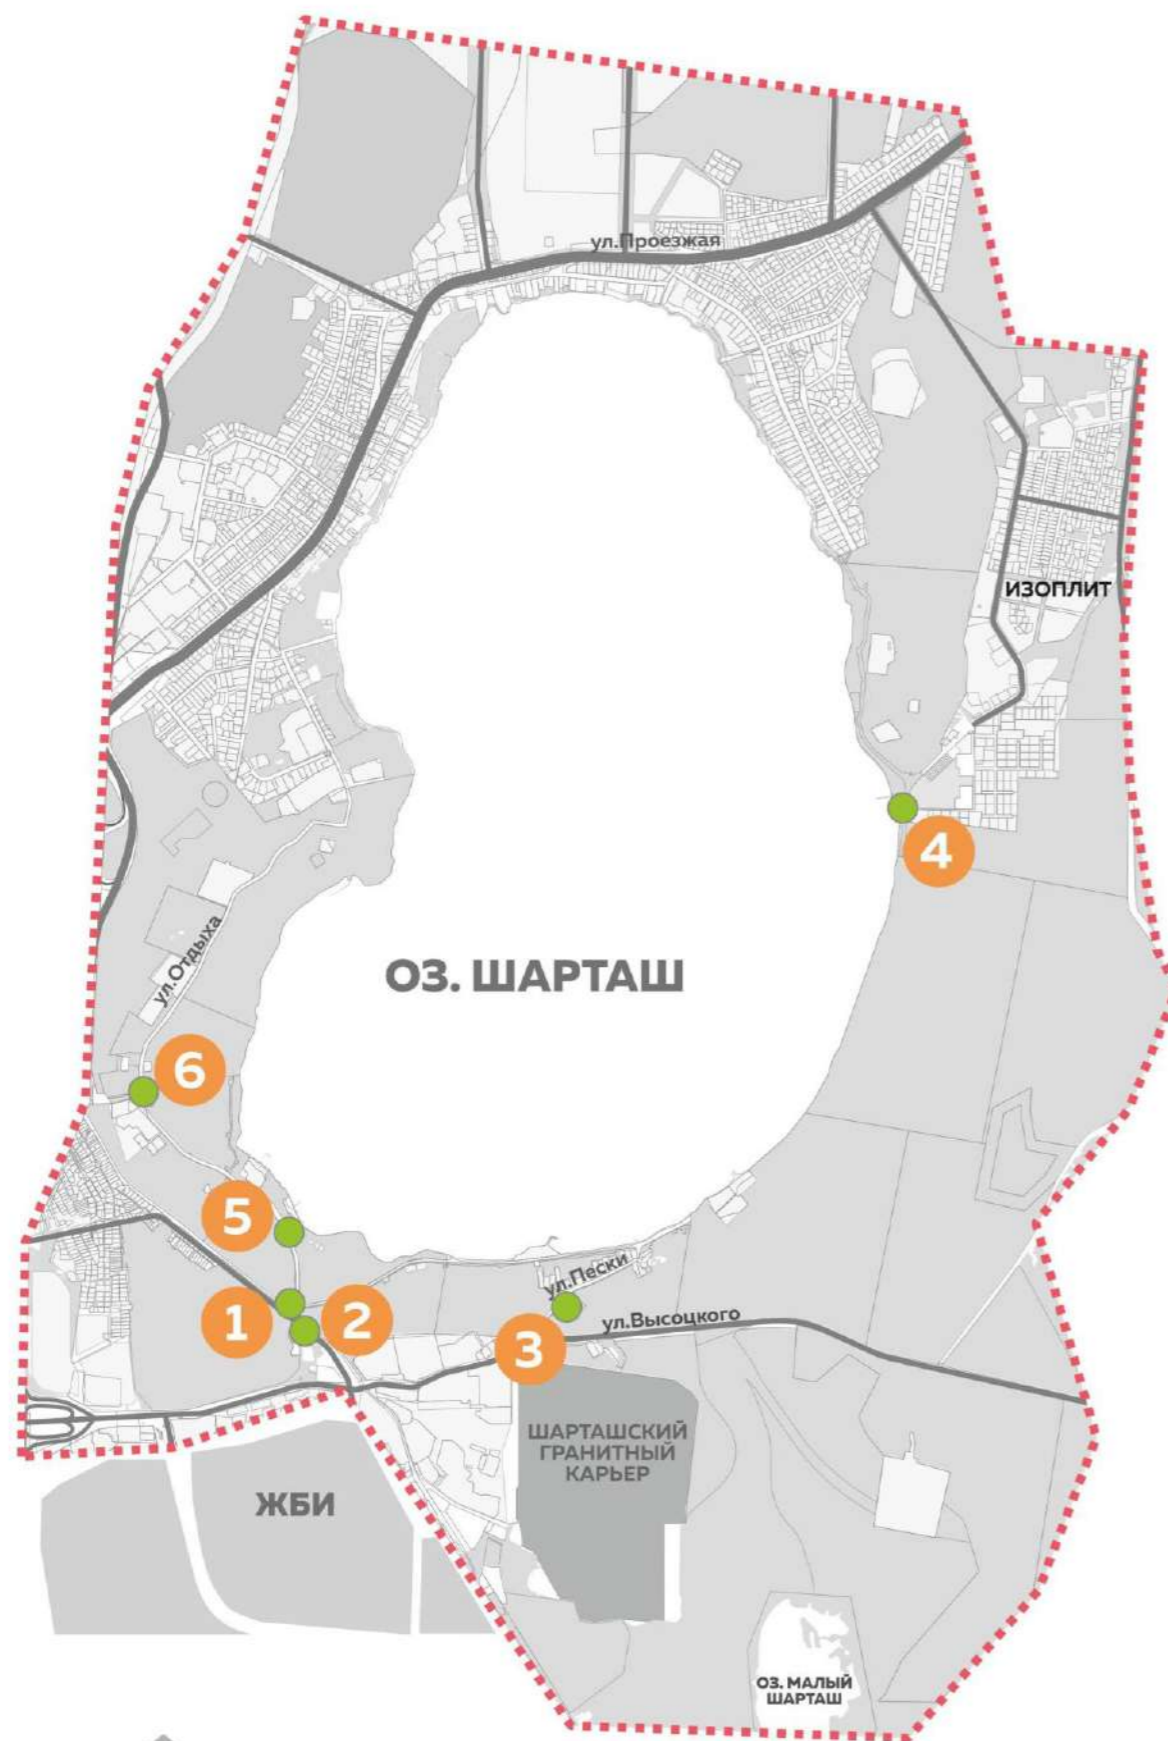 ул.Проезжая
ИЗОПЛИТ
4
ул.Отдыха
ОЗ. ШАРТАШ
6
5
ул.Пески
1
2
ул.Высоцкого
3
ШАРТАШСКИЙ
ГРАНИТНЫЙ
КАРЬЕР
ЖБИ
ОЗ. МАЛЫЙ
ШАРТАШ